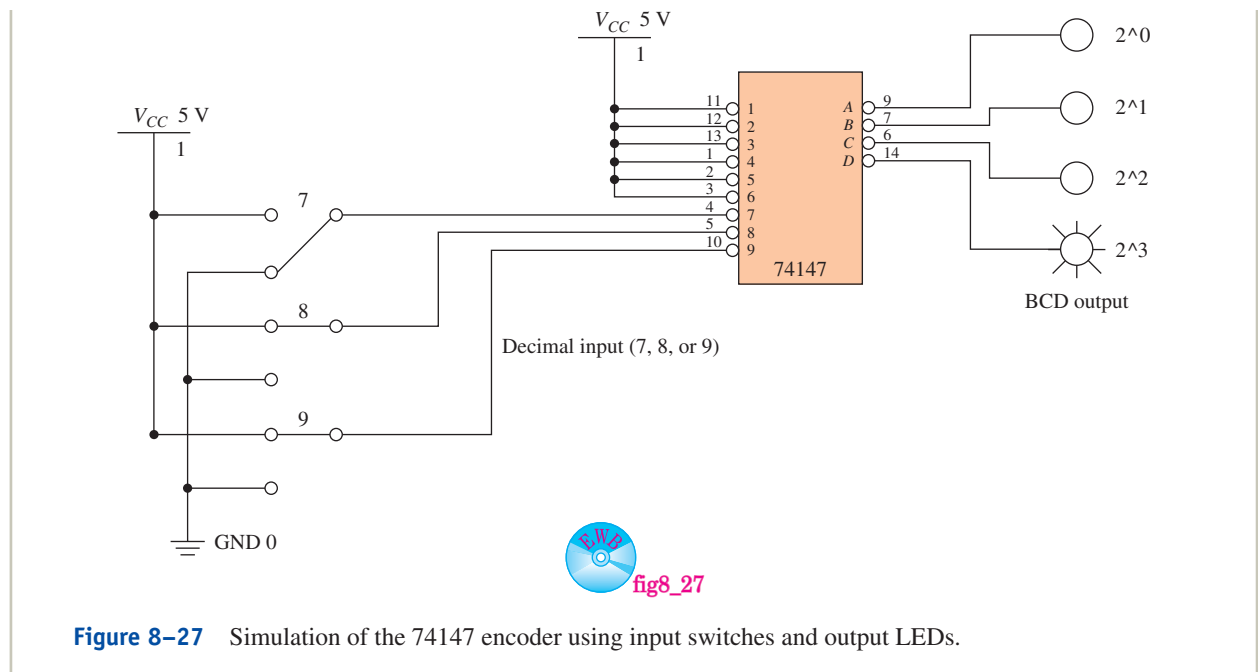 V_CC 5 V
1
V_CC 5 V
1
7
8
9
GND 0
Decimal input (7, 8, or 9)
11 1
12 2
13 3
1 4
2 5
3 6
4 7
5 8
10 9
A 9
B 7
C 6
D 14
74147
2^0
2^1
2^2
2^3
BCD output
EWB
fig8_27
Figure 8–27 Simulation of the 74147 encoder using input switches and output LEDs.